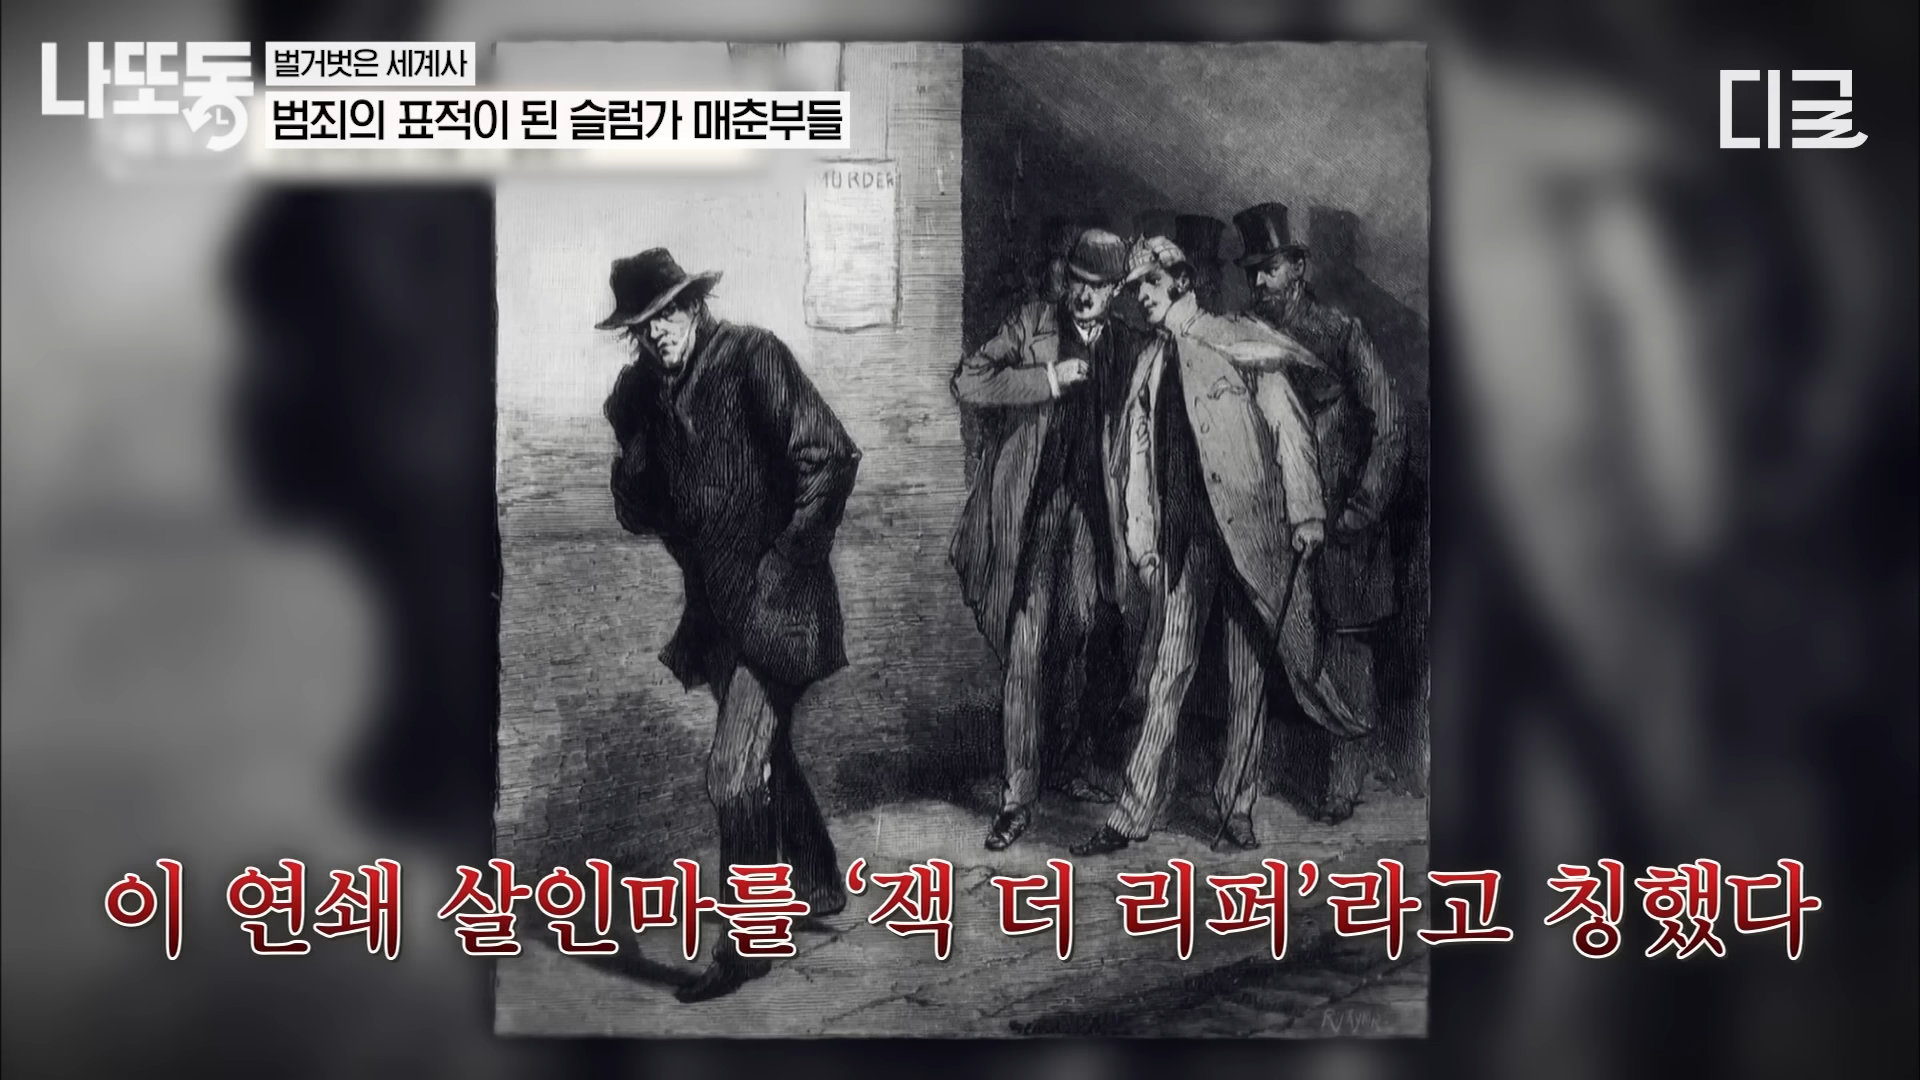 나또동
벌거벗은 세계사
범죄의 표적이 된 슬럼가 매춘부들
디글
MURDER
이 연쇄 살인마를 ‘잭 더 리퍼’라고 칭했다